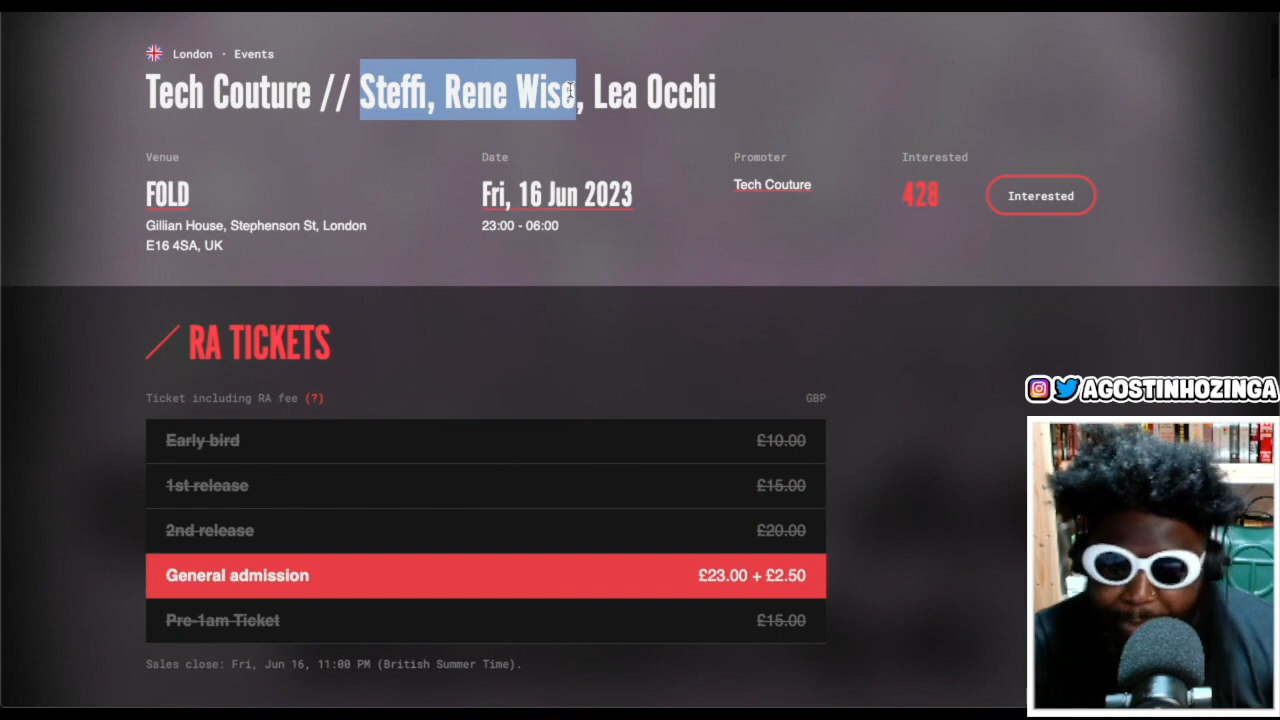 London · Events
Tech Couture // Steffi, Rene Wise, Lea Occhi
Venue
Date
Promoter
Interested
FOLD
Fri, 16 Jun 2023
Tech Couture
428
Interested
Gillian House, Stephenson St, London
E16 4SA, UK
23:00 - 06:00
RA TICKETS
Ticket including RA fee (?)
GBP
Early bird £10.00
1st release £15.00
2nd release £20.00
General admission £23.00 + £2.50
Pre-1am Ticket £15.00
Sales close: Fri, Jun 16, 11:00 PM (British Summer Time).
AGOSTINHOZINGA